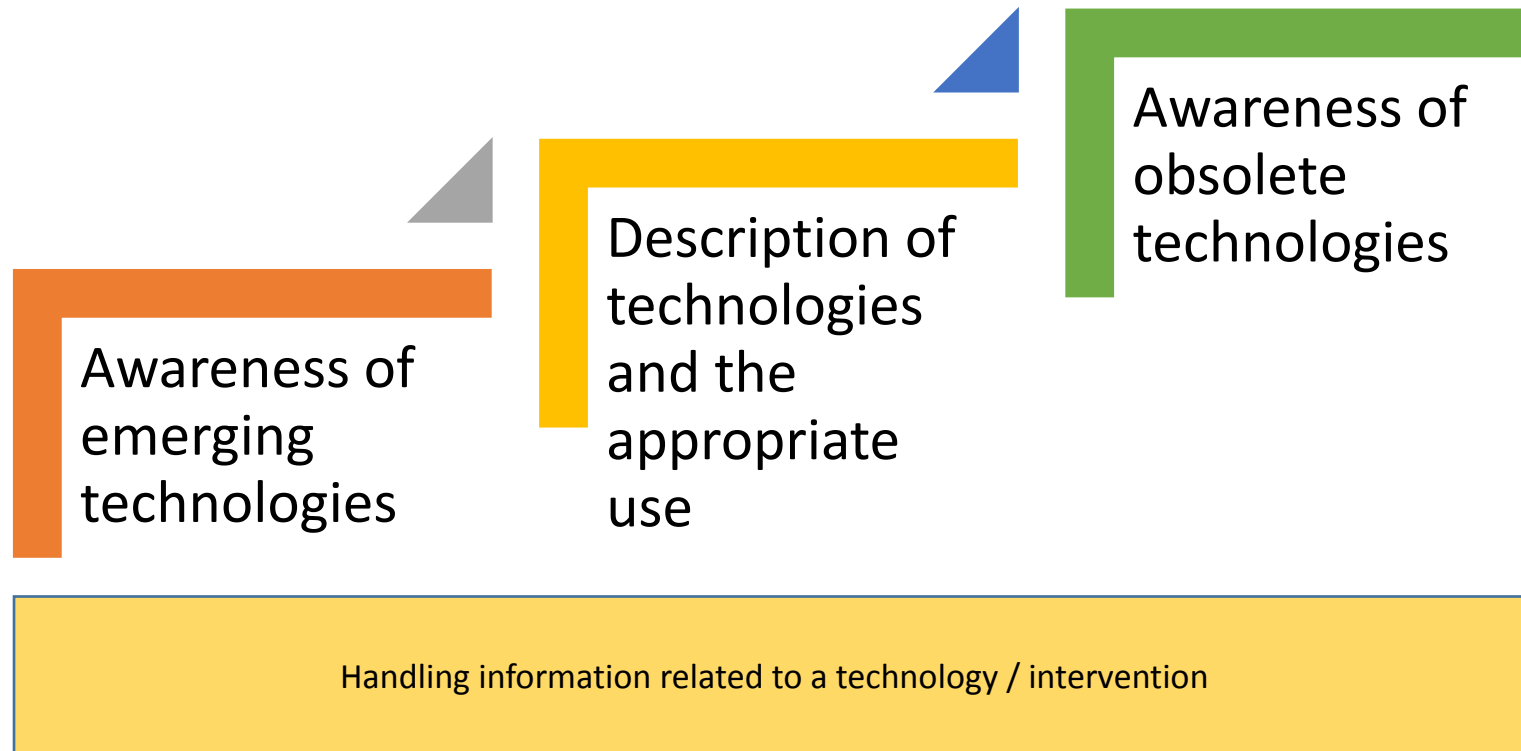 Awareness of
emerging
technologies
Description of
technologies
and the
appropriate
use
Awareness of
obsolete
technologies
Handling information related to a technology / intervention